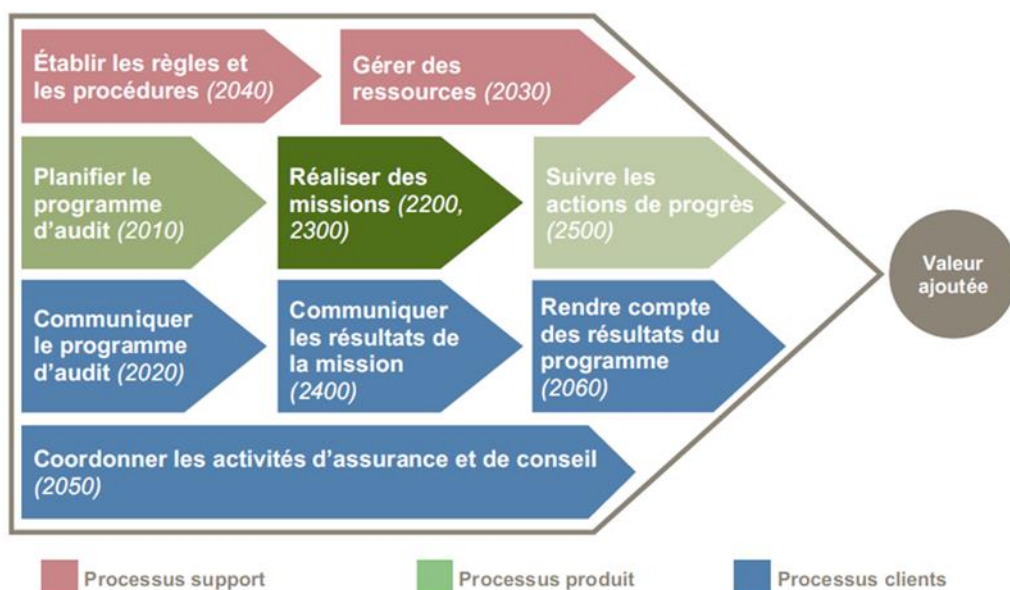 Établir les règles et
les procédures (2040)
Gérer des
ressources (2030)
Planifier le
programme
d'audit (2010)
Réaliser des
missions (2200,
2300)
Suivre les
actions de progrès
(2500)
Communiquer
le programme
d'audit (2020)
Communiquer
les résultats de
la mission
(2400)
Rendre compte
des résultats du
programme
(2060)
Coordonner les activités d'assurance et de conseil
(2050)
Valeur
ajoutée
Processus support
Processus produit
Processus clients